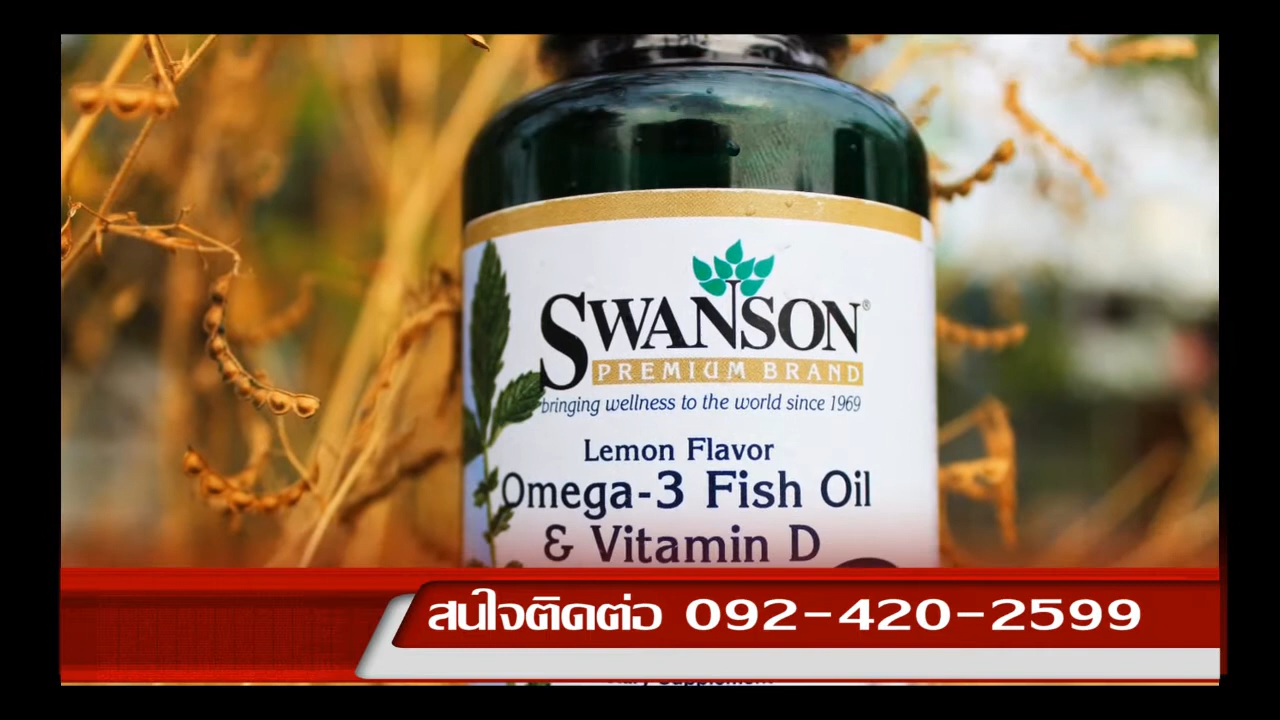 SWANSON®
PREMIUM BRAND
bringing wellness to the world since 1969
Lemon Flavor
Omega-3 Fish Oil
& Vitamin D
สนใจติดต่อ 092-420-2599